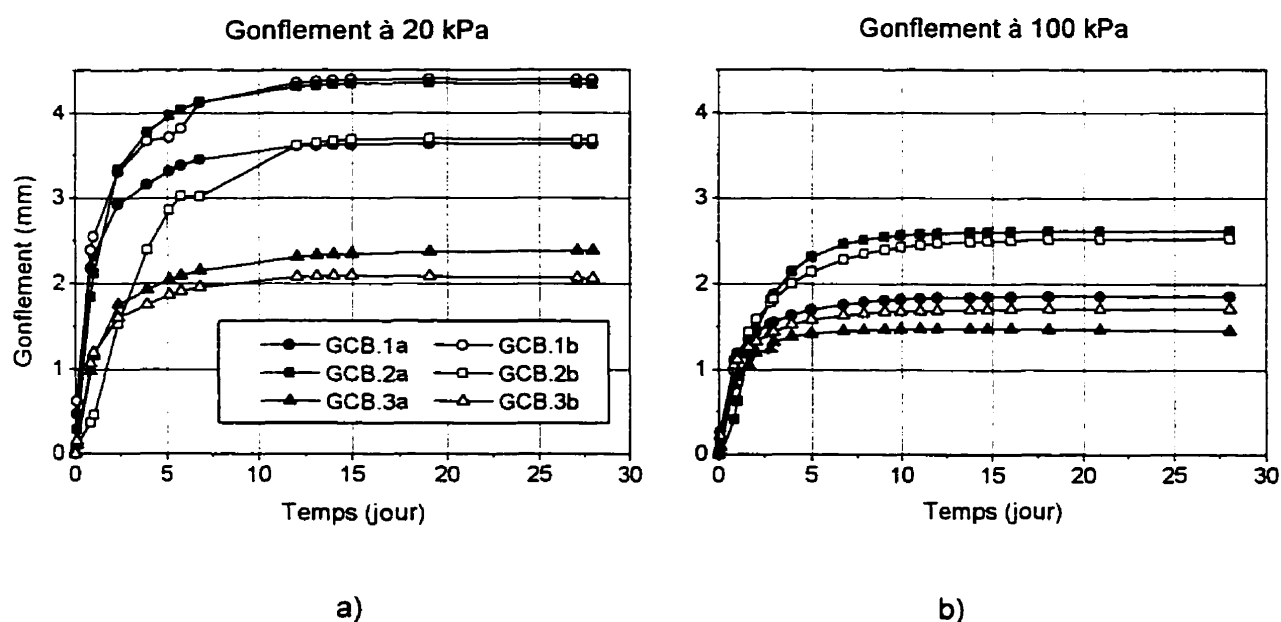 Gonflement à 20 kPa
Gonflement (mm)
4
3
2
1
0
GCB.1a GCB.1b
GCB.2a GCB.2b
GCB.3a GCB.3b
0 5 10 15 20 25 30
Temps (jour)
a)
Gonflement à 100 kPa
4
3
2
1
0
0 5 10 15 20 25 30
Temps (jour)
b)